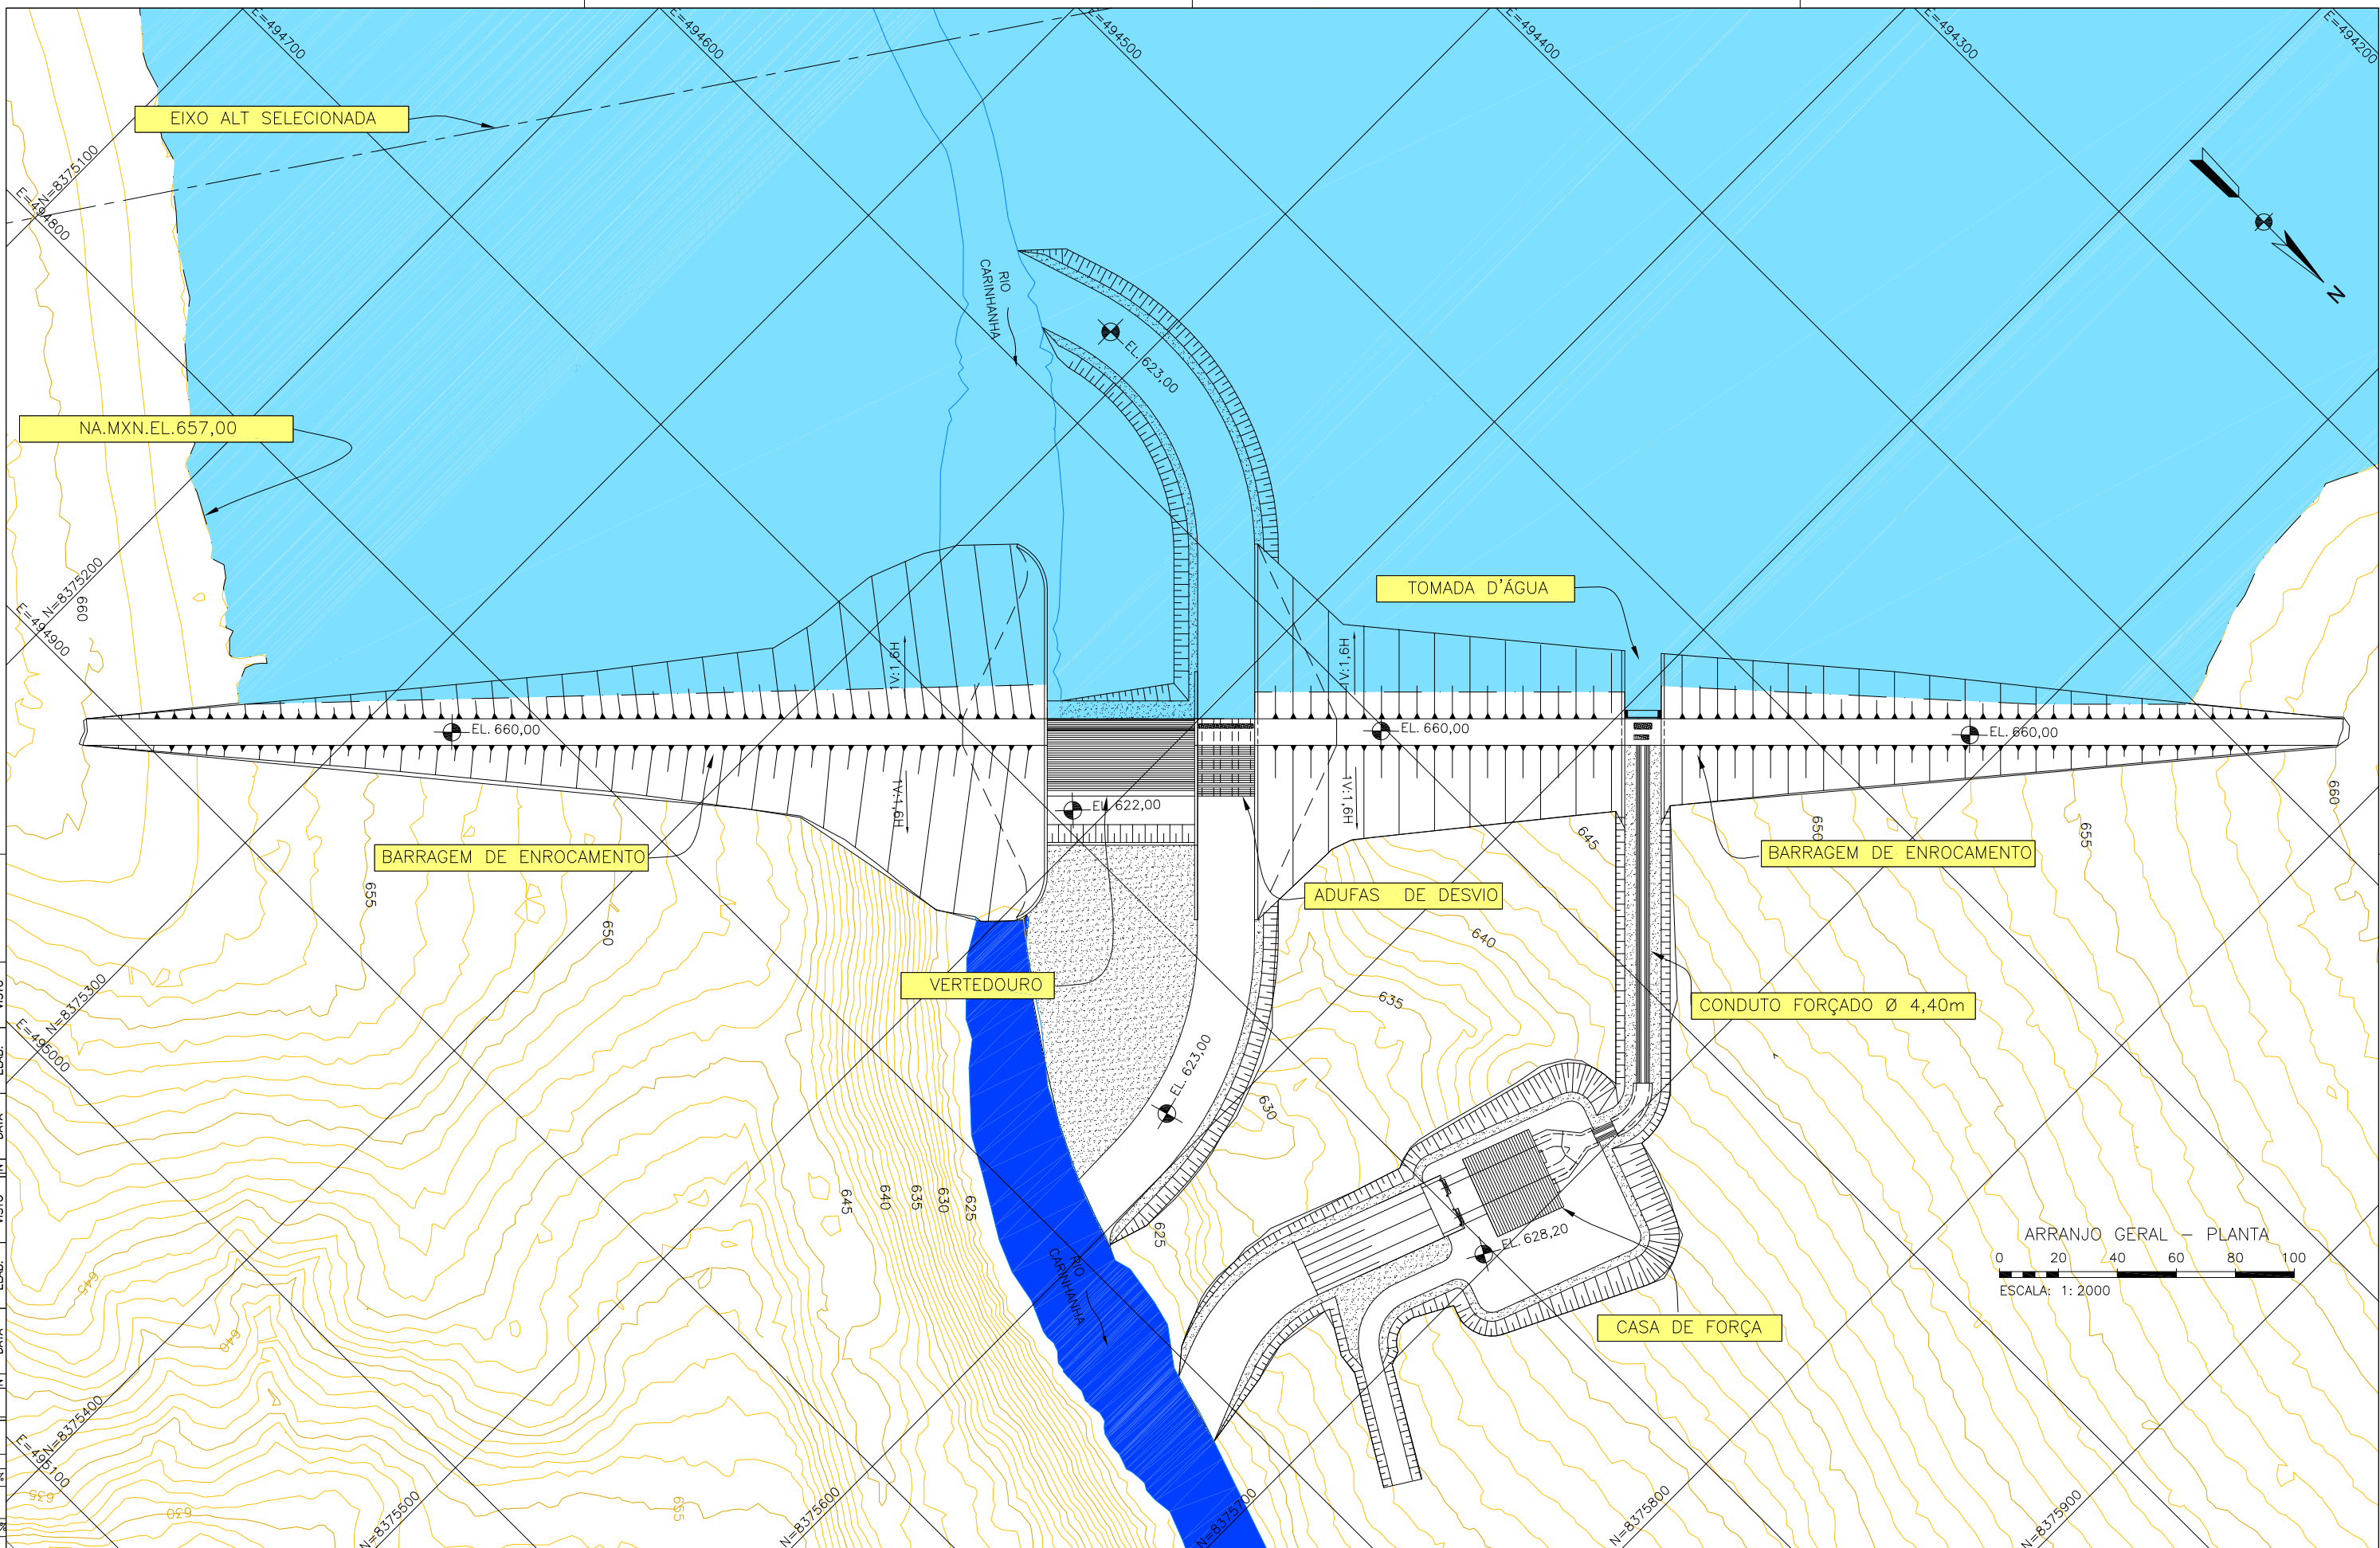 E=494700
E=494600
E=494500
E=494400
E=494300
E=494200
EIXO ALT SELECIONADA
N=8375100
E=494800
RIO
CARINHANHA
N
EL. 623,00
NA.MXN.EL.657,00
N=8375200
660
E=494900
TOMADA D'ÁGUA
1V:1,6H
1V:1,6H
EL. 660,00
EL. 660,00
EL. 660,00
1V:1,6H
1V:1,6H
EL. 622,00
660
645
650
655
BARRAGEM DE ENROCAMENTO
BARRAGEM DE ENROCAMENTO
655
650
ADUFAS DE DESVIO
640
635
VERTEDOURO
CONDUTO FORÇADO Ø 4,40m
N=8375300
E=495000
EL. 623,00
630
645
640
635
630
625
625
EL. 628,20
RIO
CARINHANHA
ARRANJO GERAL – PLANTA
0 20 40 60 80 100
ESCALA: 1:2000
645
640
CASA DE FORÇA
N=8375400
E=495100
635
630
655
N=8375500
N=8375600
N=8375700
N=8375800
N=8375900